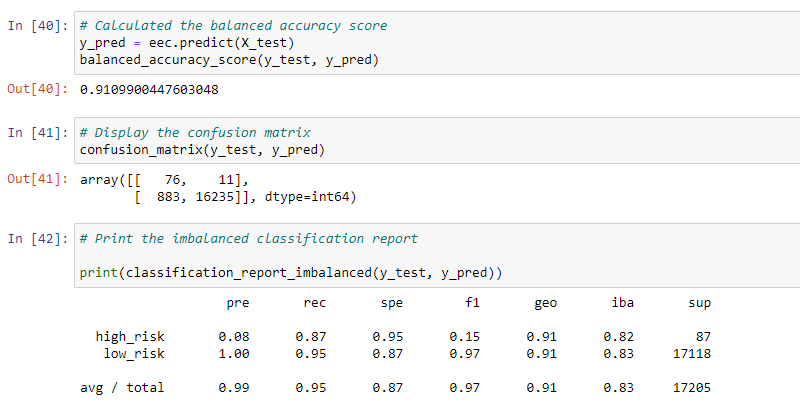 In [40]: # Calculated the balanced accuracy score
y_pred = eec.predict(X_test)
balanced_accuracy_score(y_test, y_pred)
Out[40]: 0.9109900447603048
In [41]: # Display the confusion matrix
confusion_matrix(y_test, y_pred)
Out[41]: array([[   76,    11],
       [  883, 16235]], dtype=int64)
In [42]: # Print the imbalanced classification report
print(classification_report_imbalanced(y_test, y_pred))
pre rec spe f1 geo iba sup
high_risk 0.08 0.87 0.95 0.15 0.91 0.82 87
low_risk 1.00 0.95 0.87 0.97 0.91 0.83 17118
avg / total 0.99 0.95 0.87 0.97 0.91 0.83 17205